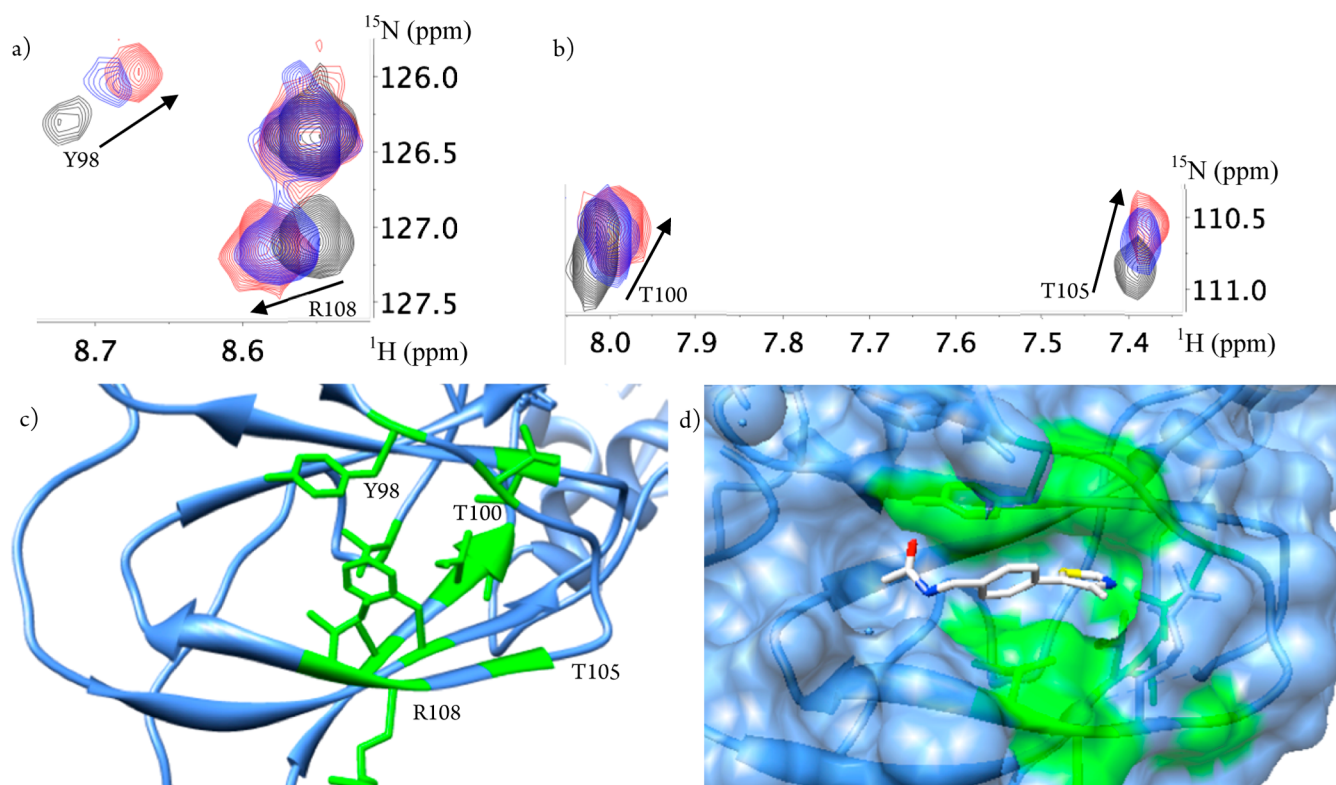 a)
¹⁵N (ppm)
126.0
126.5
127.0
127.5
Y98
R108
8.7
8.6
¹H (ppm)
b)
¹⁵N (ppm)
110.5
111.0
T100
T105
8.0 7.9 7.8 7.7 7.6 7.5 7.4
¹H (ppm)
c)
Y98
T100
T105
R108
d)